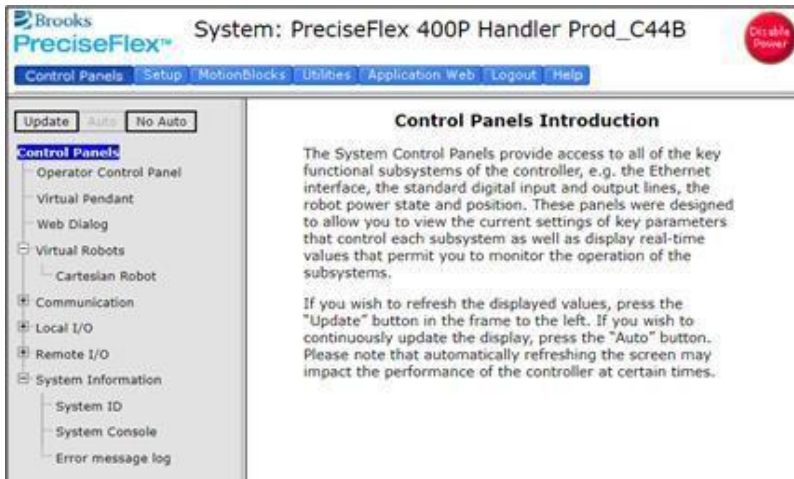 Brooks
PreciseFlex™
System: PreciseFlex 400P Handler Prod_C44B
Disable
Power
Control Panels Setup MotionBlocks Utilities Application Web Logout Help
Update Auto No Auto
Control Panels
Operator Control Panel
Virtual Pendant
Web Dialog
Virtual Robots
Cartesian Robot
Communication
Local I/O
Remote I/O
System Information
System ID
System Console
Error message log
Control Panels Introduction
The System Control Panels provide access to all of the key
functional subsystems of the controller, e.g. the Ethernet
interface, the standard digital input and output lines, the
robot power state and position. These panels were designed
to allow you to view the current settings of key parameters
that control each subsystem as well as display real-time
values that permit you to monitor the operation of the
subsystems.
If you wish to refresh the displayed values, press the
"Update" button in the frame to the left. If you wish to
continuously update the display, press the "Auto" button.
Please note that automatically refreshing the screen may
impact the performance of the controller at certain times.